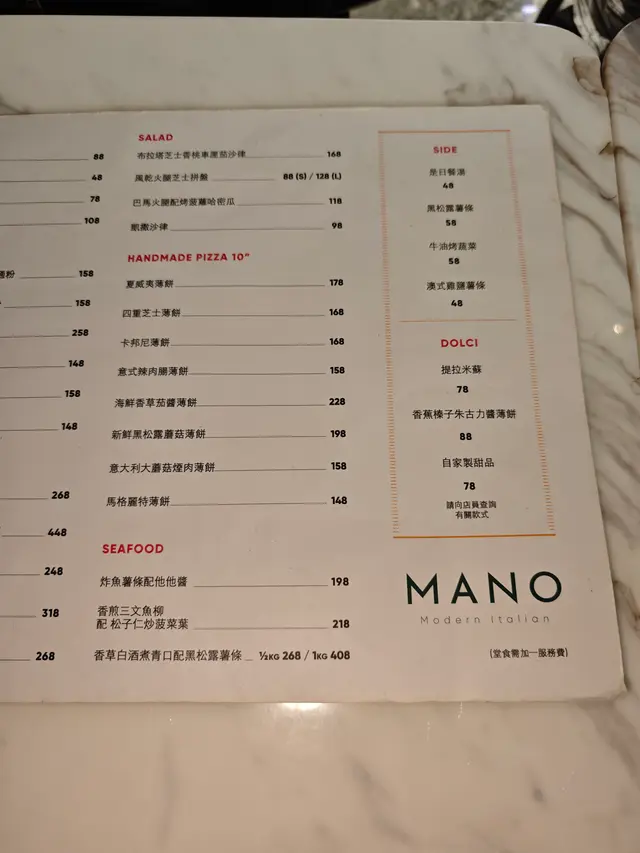 88
48
78
108
麵粉 158
158
258
148
158
148
268
448
248
318
268
SALAD
布拉塔芝士香桃車厘茄沙律 168
風乾火腿芝士拼盤 88 (S) / 128 (L)
巴馬火腿配烤菠蘿哈密瓜 118
凱撒沙律 98
HANDMADE PIZZA 10"
夏威夷薄餅 178
四重芝士薄餅 168
卡邦尼薄餅 168
意式辣肉腸薄餅 158
海鮮香草茄醬薄餅 228
新鮮黑松露蘑菇薄餅 198
意大利大蘑菇煙肉薄餅 158
馬格麗特薄餅 148
SEAFOOD
炸魚薯條配他他醬 198
香煎三文魚柳
配 松子仁炒菠菜葉 218
香草白酒煮青口配黑松露薯條 ½KG 268 / 1KG 408
SIDE
是日餐湯
48
黑松露薯條
58
牛油烤蔬菜
58
澳式雞鹽薯條
48
DOLCI
提拉米蘇
78
香蕉榛子朱古力醬薄餅
88
自家製甜品
78
請向店員查詢
有關款式
MANO
Modern Italian
(堂食需加一服務費)